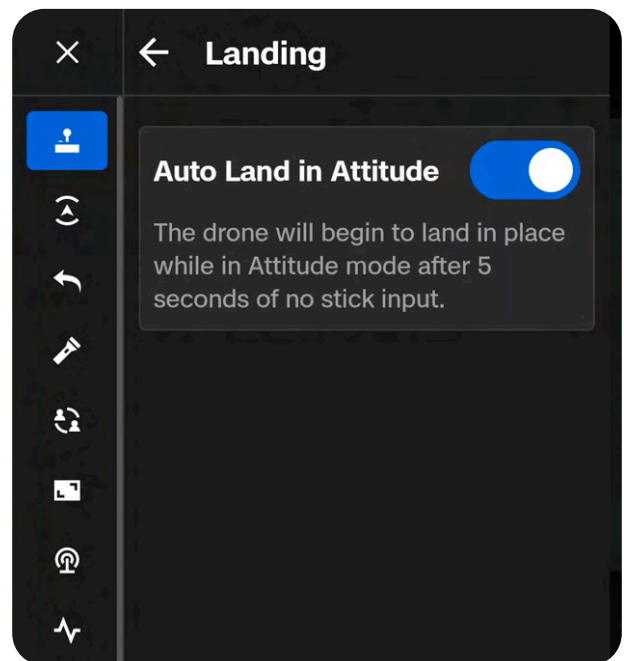 Landing
Auto Land in Attitude
The drone will begin to land in place
while in Attitude mode after 5
seconds of no stick input.